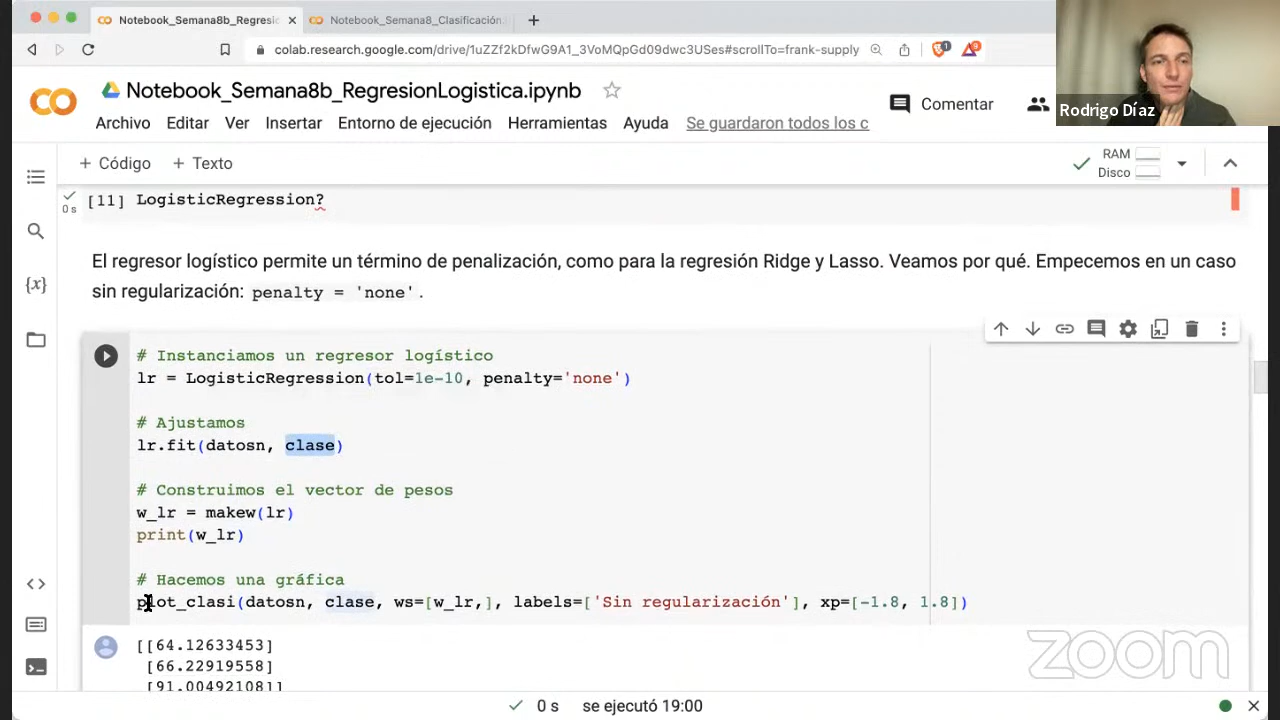 Notebook_Semana8b_Regresio
Notebook_Semana8_Clasificación.
colab.research.google.com/drive/1uZZf2kDfwG9A1_3VoMQpGd09dwc3USes#scrollTo=frank-supply
1
9
Rodrigo Díaz
Notebook_Semana8b_RegresionLogistica.ipynb
Comentar
Archivo Editar Ver Insertar Entorno de ejecución Herramientas Ayuda Se guardaron todos los c
+ Código + Texto
RAM
Disco
[11] LogisticRegression?
0 s
El regresor logístico permite un término de penalización, como para la regresión Ridge y Lasso. Veamos por qué. Empecemos en un caso
sin regularización: penalty = 'none'.
# Instanciamos un regresor logístico
lr = LogisticRegression(tol=1e-10, penalty='none')
# Ajustamos
lr.fit(datosn, clase)
# Construimos el vector de pesos
w_lr = makew(lr)
print(w_lr)
# Hacemos una gráfica
plot_clasi(datosn, clase, ws=[w_lr,], labels=['Sin regularización'], xp=[-1.8, 1.8])
[[64.12633453]
[66.22919558]
[91.00492108]]
zoom
0 s se ejecutó 19:00